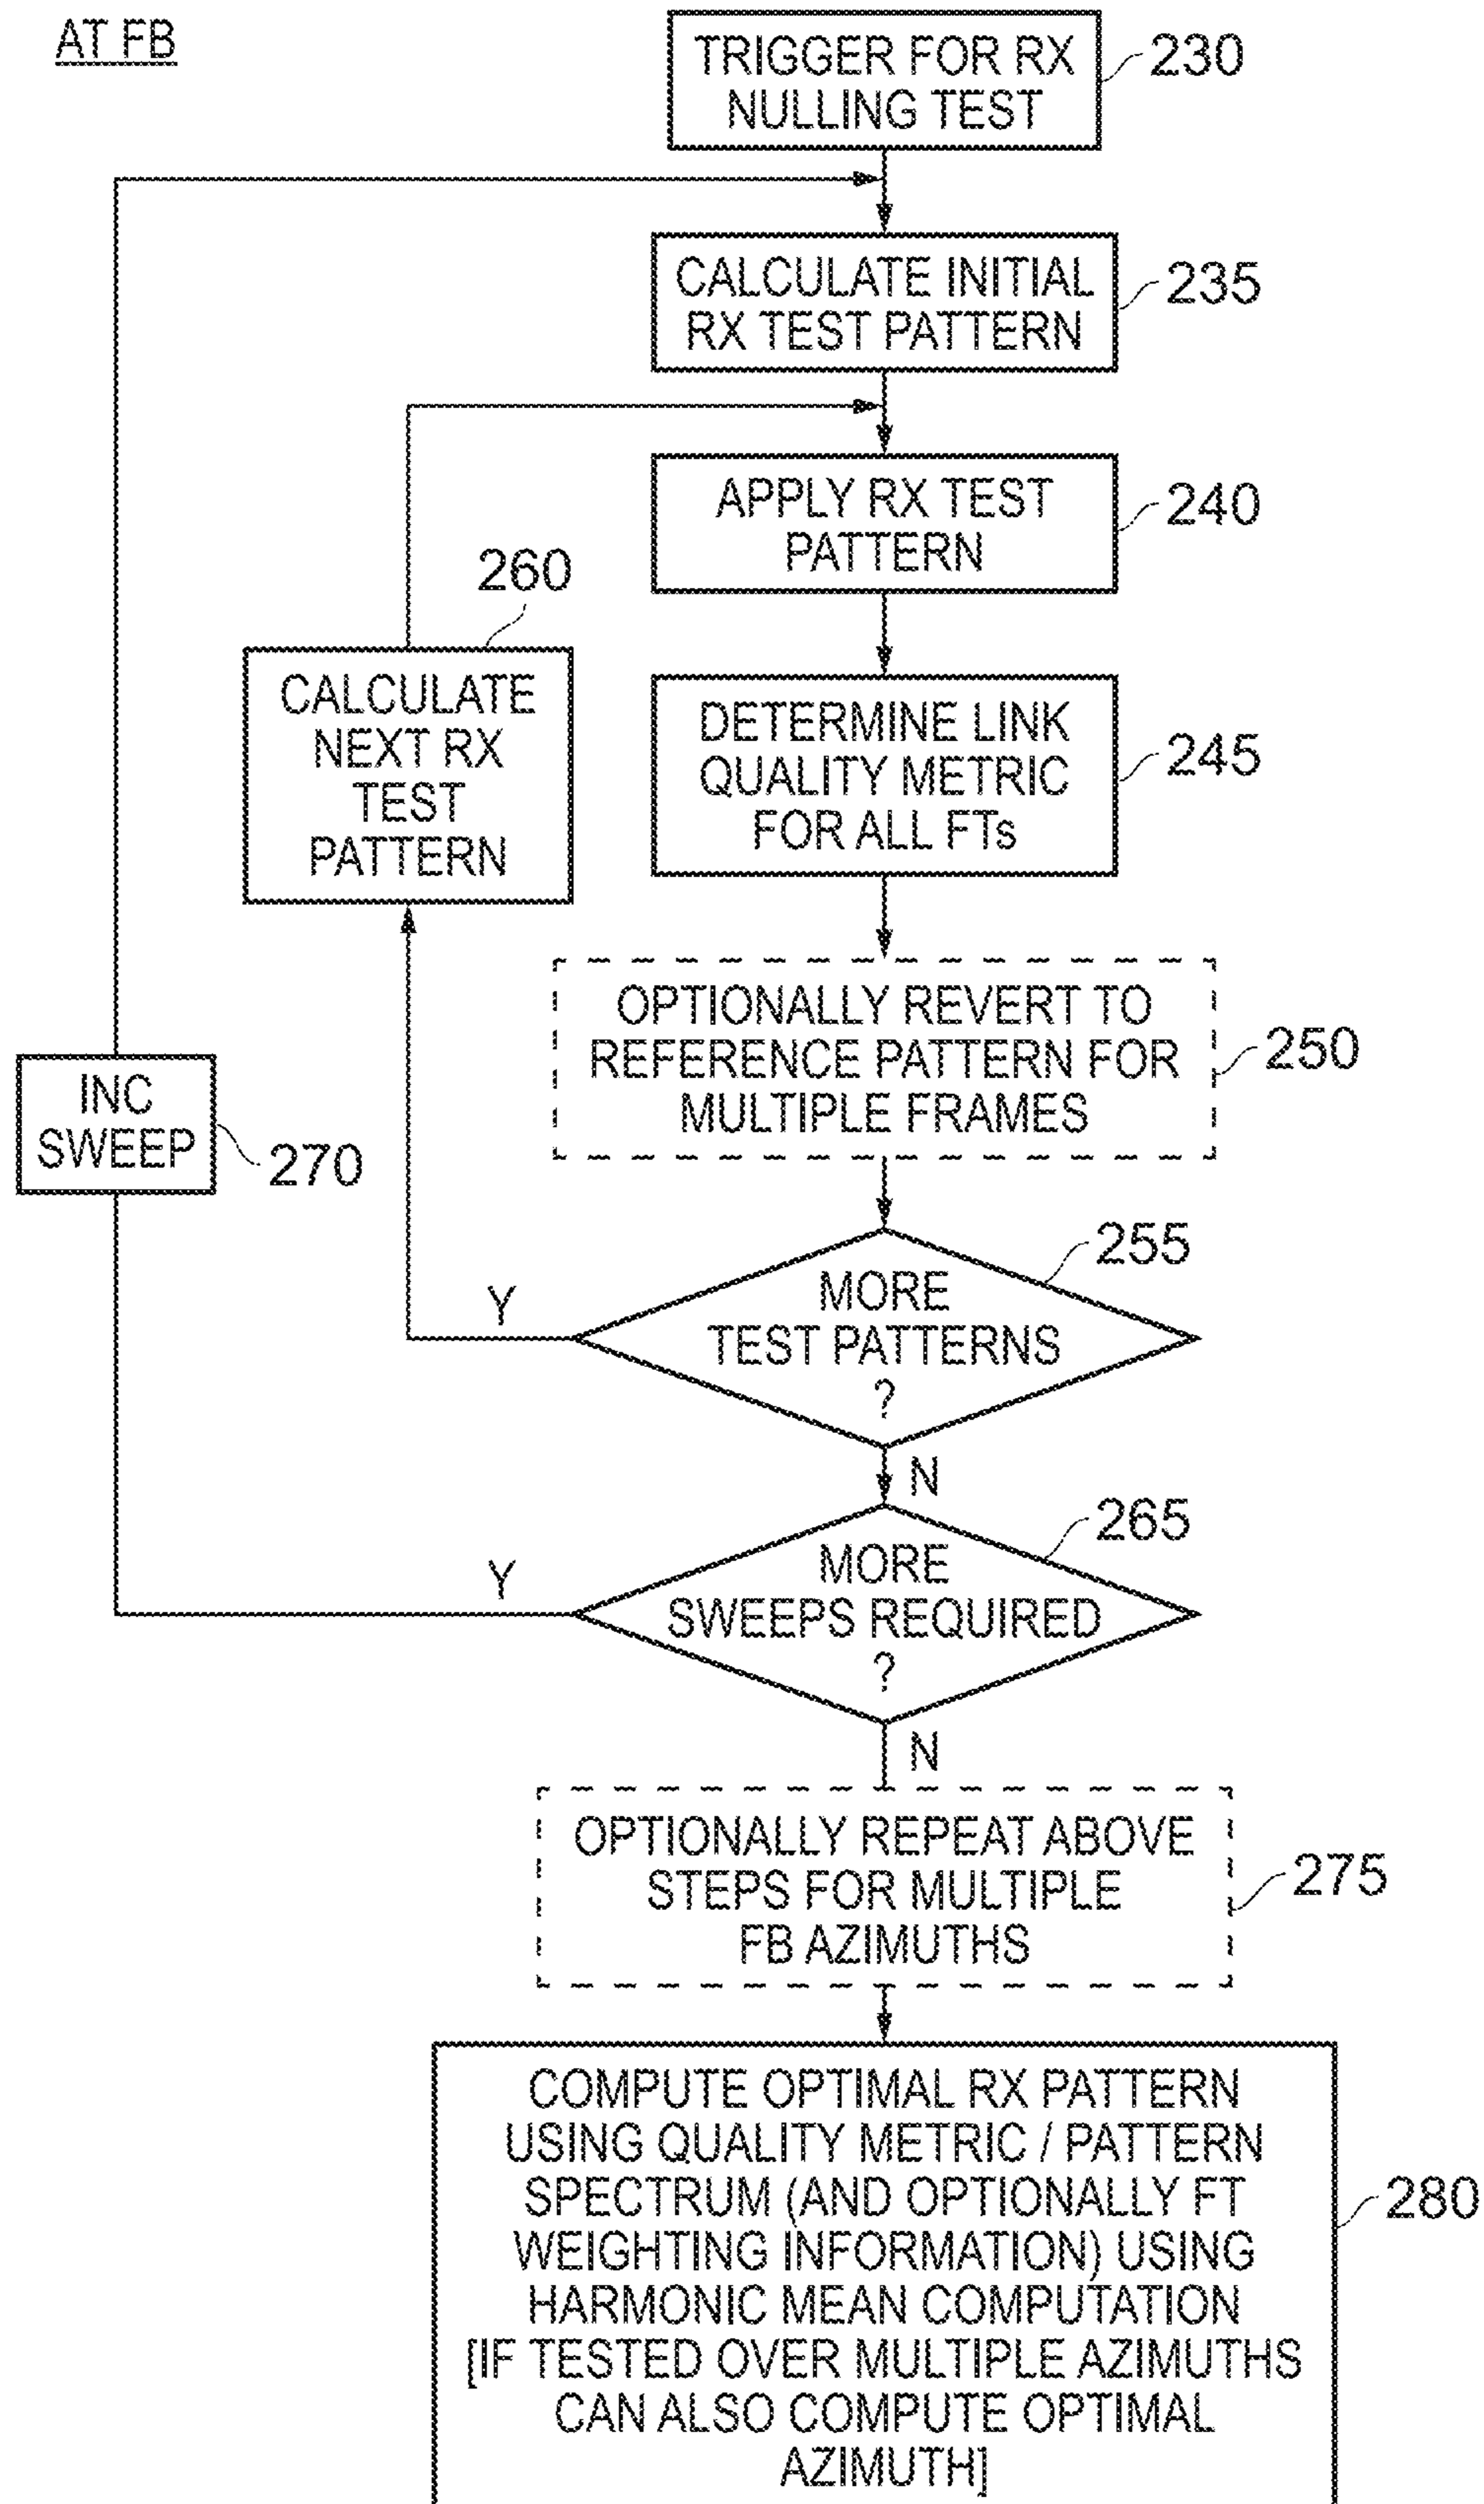 AT FB
TRIGGER FOR RX
NULLING TEST
230
CALCULATE INITIAL
RX TEST PATTERN
235
APPLY RX TEST
PATTERN
240
260
CALCULATE
NEXT RX
TEST
PATTERN
DETERMINE LINK
QUALITY METRIC
FOR ALL FTs
245
OPTIONALLY REVERT TO
REFERENCE PATTERN FOR
MULTIPLE FRAMES
250
INC
SWEEP
270
255
MORE
TEST PATTERNS
?
Y
N
265
MORE
SWEEPS REQUIRED
?
Y
N
OPTIONALLY REPEAT ABOVE
STEPS FOR MULTIPLE
FB AZIMUTHS
275
COMPUTE OPTIMAL RX PATTERN
USING QUALITY METRIC / PATTERN
SPECTRUM (AND OPTIONALLY FT
WEIGHTING INFORMATION) USING
HARMONIC MEAN COMPUTATION
[IF TESTED OVER MULTIPLE AZIMUTHS
CAN ALSO COMPUTE OPTIMAL
AZIMUTH]
280